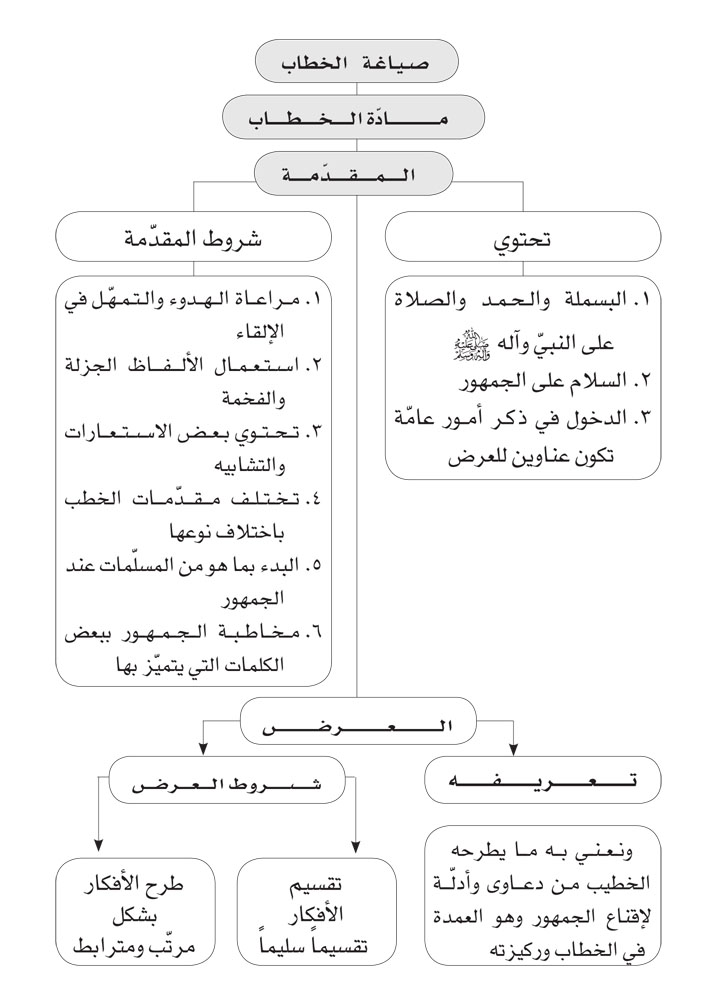 صياغة الخطاب
مادّة الخطاب
المقدّمة
تحتوي
١. البسملة والحمد والصلاة
على النبيّ وآله ﷺ
٢. السلام على الجمهور
٣. الدخول في ذكر أمور عامّة
تكون عناوين للعرض
شروط المقدّمة
١. مراعاة الهدوء والتمهّل في
الإلقاء
٢. استعمال الألفاظ الجزلة
والفخمة
٣. تحتوي بعض الاستعارات
والتشابيه
٤. تختلف مقدّمات الخطب
باختلاف نوعها
٥. البدء بما هو من المسلّمات عند
الجمهور
٦. مخاطبة الجمهور ببعض
الكلمات التي يتميّز بها
العرض
تعريفه
ونعني به ما يطرحه
الخطيب من دعاوى وأدلّة
لإقناع الجمهور وهو العمدة
في الخطاب وركيزته
شروط العرض
تقسيم
الأفكار
تقسيماً سليماً
طرح الأفكار
بشكل
مرتّب ومترابط